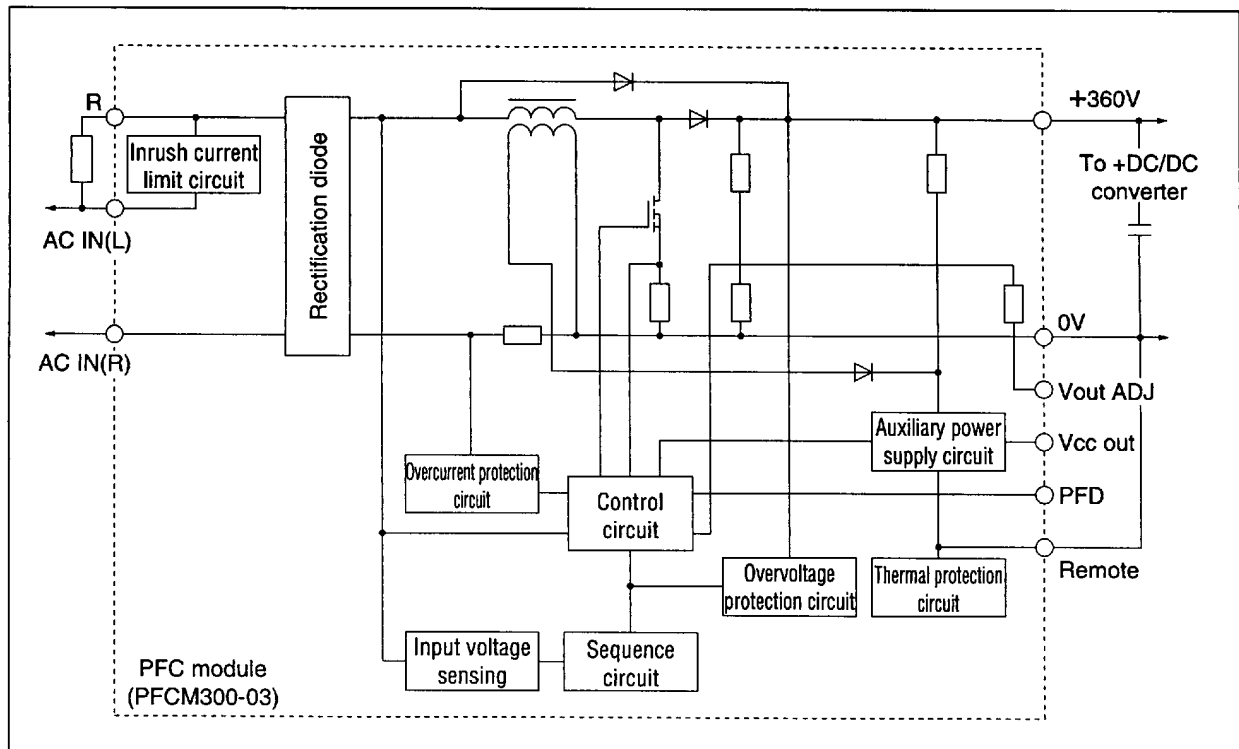 R
+360V
Inrush current
limit circuit
Rectification diode
To +DC/DC
converter
AC IN(L)
0V
AC IN(R)
Vout ADJ
Auxiliary power
supply circuit
Vcc out
Overcurrent protection
circuit
Control
circuit
PFD
Overvoltage
protection circuit
Thermal protection
circuit
Remote
Input voltage
sensing
Sequence
circuit
PFC module
(PFCM300-03)